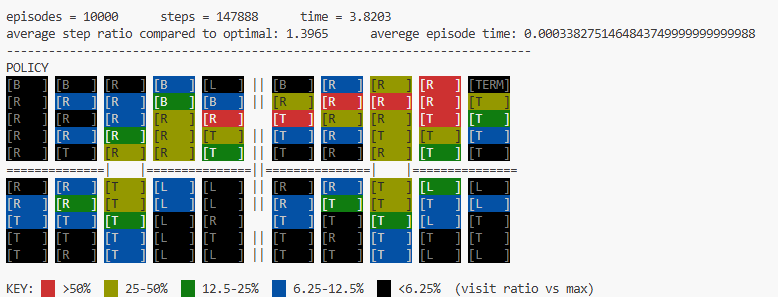 episodes = 10000 steps = 147888 time = 3.8203
average step ratio compared to optimal: 1.3965 averege episode time: 0.00033827514648437499999999999988
------------------------------------------------------------------------
POLICY
[B ] [B ] [R ] [B ] [L ] || [B ] [R ] [R ] [R ] [TERM]
[R ] [R ] [R ] [B ] [B ] || [R ] [R ] [R ] [R ] [T ]
[R ] [R ] [R ] [R ] [R ] [T ] [R ] [R ] [T ] [T ]
[R ] [R ] [R ] [R ] [T ] || [T ] [R ] [T ] [T ] [T ]
[R ] [T ] [R ] [R ] [T ] || [T ] [R ] [R ] [T ] [T ]
=============| |==============||==============| |==============
[R ] [R ] [T ] [L ] [L ] || [R ] [R ] [T ] [L ] [L ]
[R ] [R ] [T ] [L ] [L ] || [R ] [T ] [T ] [L ] [L ]
[T ] [T ] [T ] [L ] [R ] [T ] [T ] [T ] [L ] [L ]
[T ] [T ] [T ] [L ] [T ] || [T ] [T ] [T ] [L ] [T ]
[T ] [R ] [T ] [L ] [L ] || [R ] [R ] [T ] [L ] [L ]
KEY: >50% 25-50% 12.5-25% 6.25-12.5% <6.25% (visit ratio vs max)